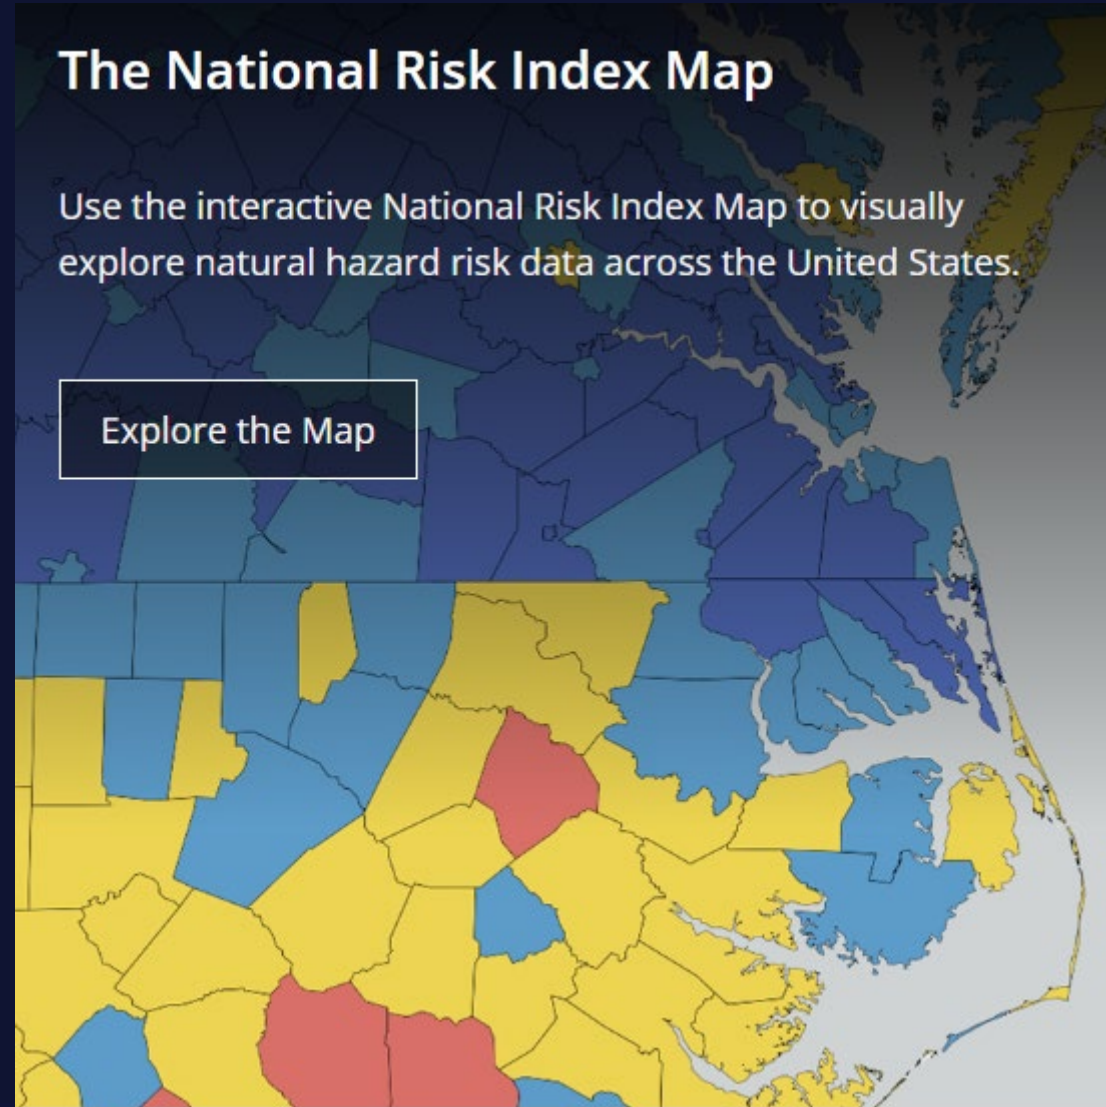 The National Risk Index Map
Use the interactive National Risk Index Map to visually
explore natural hazard risk data across the United States.
Explore the Map